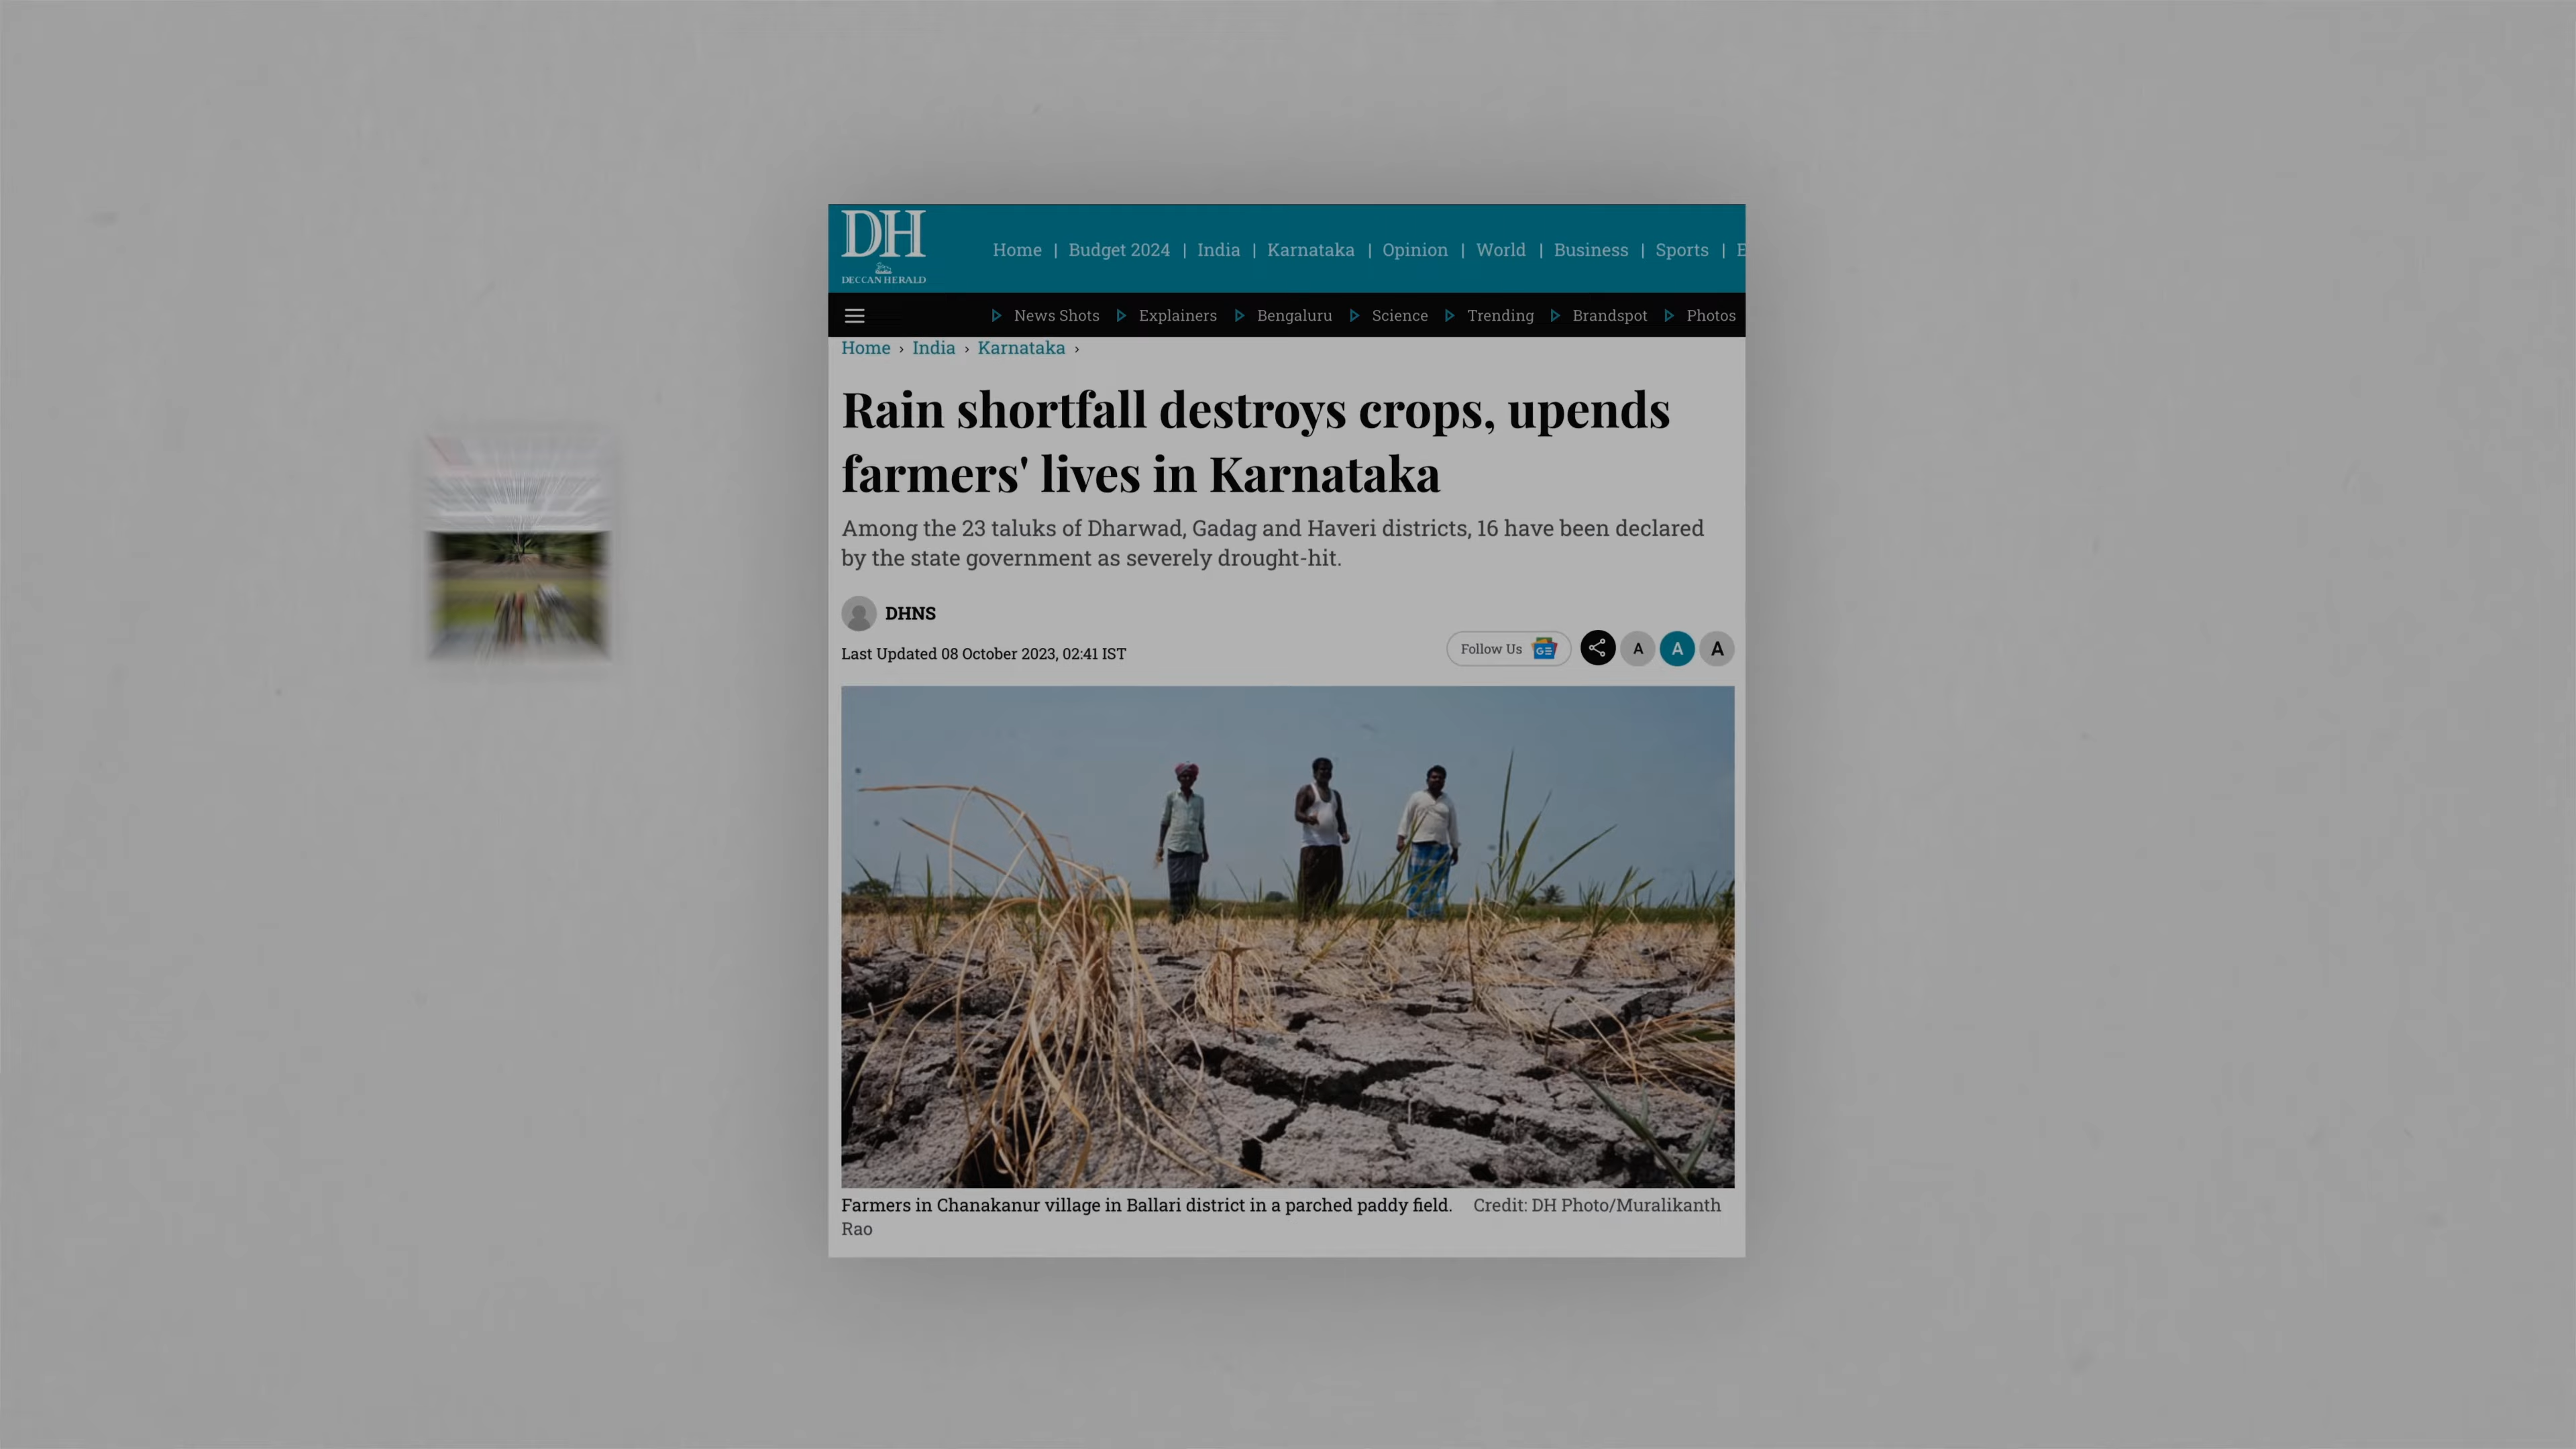 DH
DECCAN HERALD
Home | Budget 2024 | India | Karnataka | Opinion | World | Business | Sports | E
News Shots Explainers Bengaluru Science Trending Brandspot Photos
Home › India › Karnataka ›
Rain shortfall destroys crops, upends
farmers' lives in Karnataka
Among the 23 taluks of Dharwad, Gadag and Haveri districts, 16 have been declared
by the state government as severely drought-hit.
DHNS
Last Updated 08 October 2023, 02:41 IST
Follow Us GE A A A
Farmers in Chanakanur village in Ballari district in a parched paddy field. Credit: DH Photo/Muralikanth
Rao